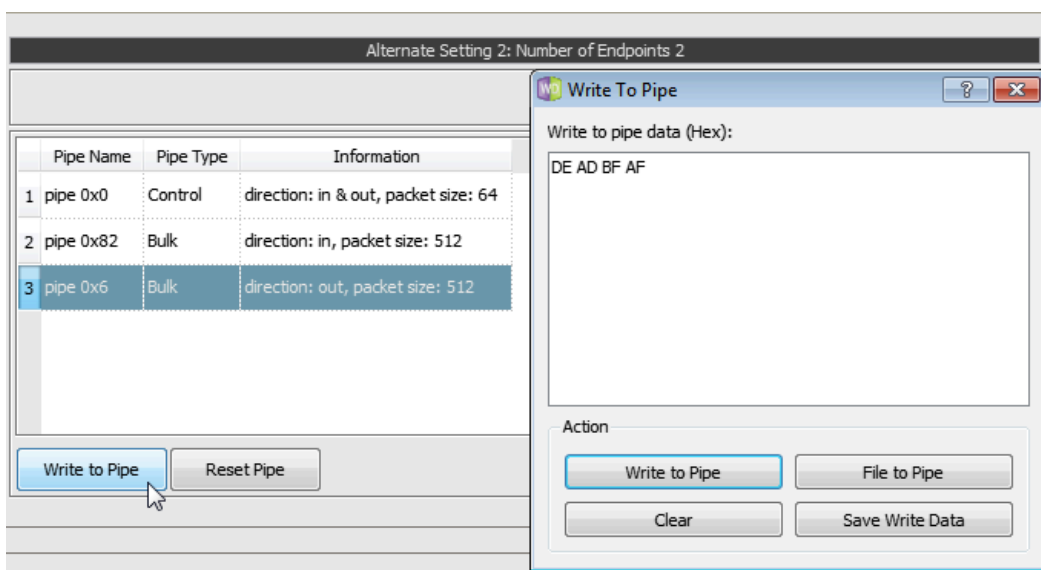 Alternate Setting 2: Number of Endpoints 2
Pipe Name Pipe Type Information
1 pipe 0x0 Control direction: in & out, packet size: 64
2 pipe 0x82 Bulk direction: in, packet size: 512
3 pipe 0x6 Bulk direction: out, packet size: 512
Write to Pipe Reset Pipe
WD Write To Pipe ?
Write to pipe data (Hex):
DE AD BF AF
Action
Write to Pipe File to Pipe
Clear Save Write Data